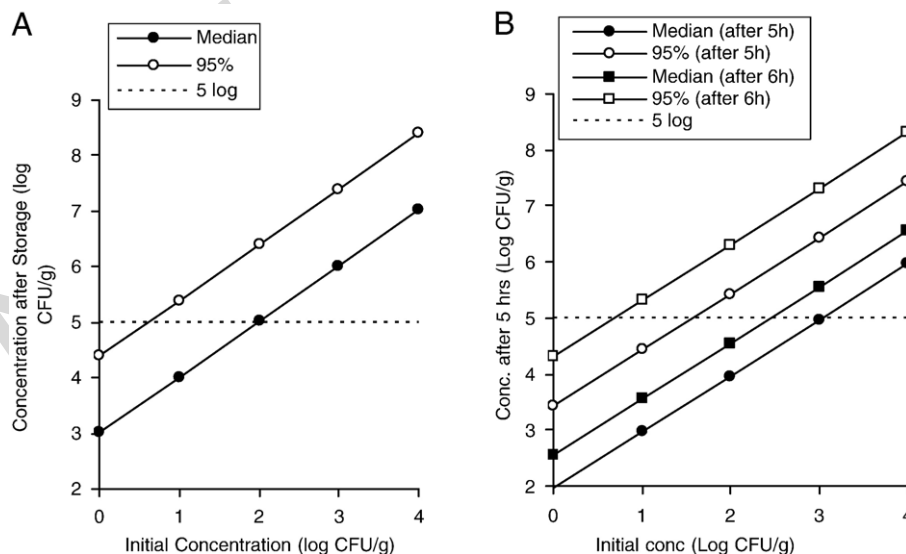 A
Median
95%
5 log
9
8
7
6
5
4
3
2
0
1
2
3
4
Concentration after Storage (log
CFU/g)
Initial Concentration (log CFU/g)
B
Median (after 5h)
95% (after 5h)
Median (after 6h)
95% (after 6h)
5 log
9
8
7
6
5
4
3
2
0
1
2
3
4
Conc. after 5 hrs (Log CFU/g)
Initial conc (Log CFU/g)